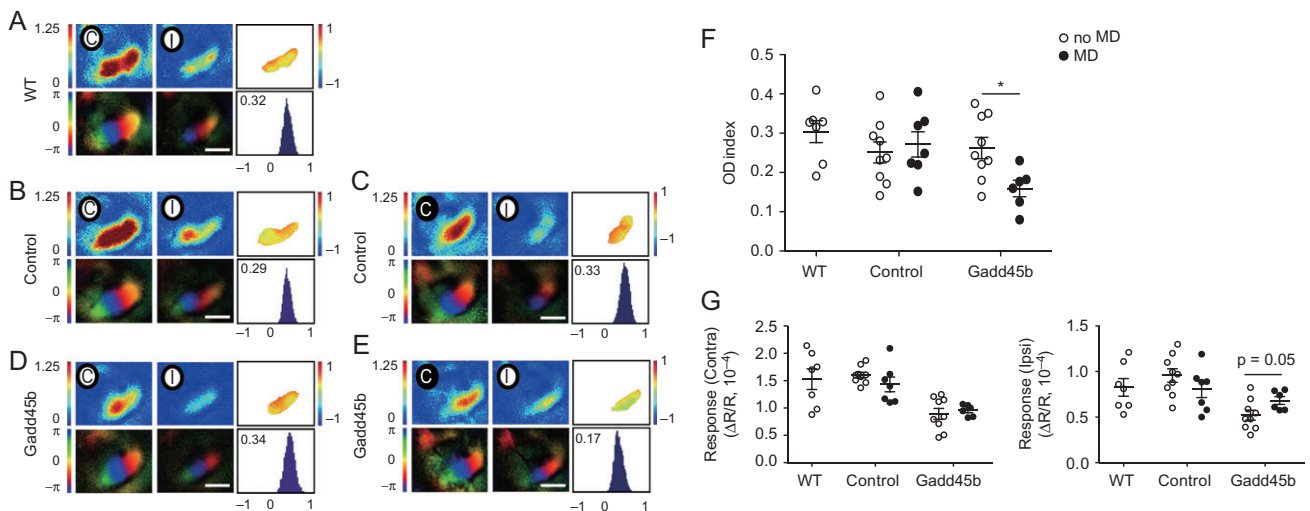 A
1.25
0
C
I
1
−1
WT
π
−π
0.32
−1 0 1
B
1.25
0
C
I
1
−1
Control
π
−π
0.29
−1 0 1
C
1.25
0
C
I
1
−1
Control
π
−π
0.33
−1 0 1
D
1.25
0
C
I
1
−1
Gadd45b
π
−π
0.34
−1 0 1
E
1.25
0
C
I
1
−1
Gadd45b
π
−π
0.17
−1 0 1
F
no MD
MD
OD index
0.5
0.4
0.3
0.2
0.1
0.0
*
WT Control Gadd45b
G
Response (Contra)
(ΔR/R, 10⁻⁴)
2.5
2.0
1.5
1.0
0.5
0.0
WT Control Gadd45b
Response (Ipsi)
(ΔR/R, 10⁻⁴)
1.5
1.0
0.5
0.0
p = 0.05
WT Control Gadd45b